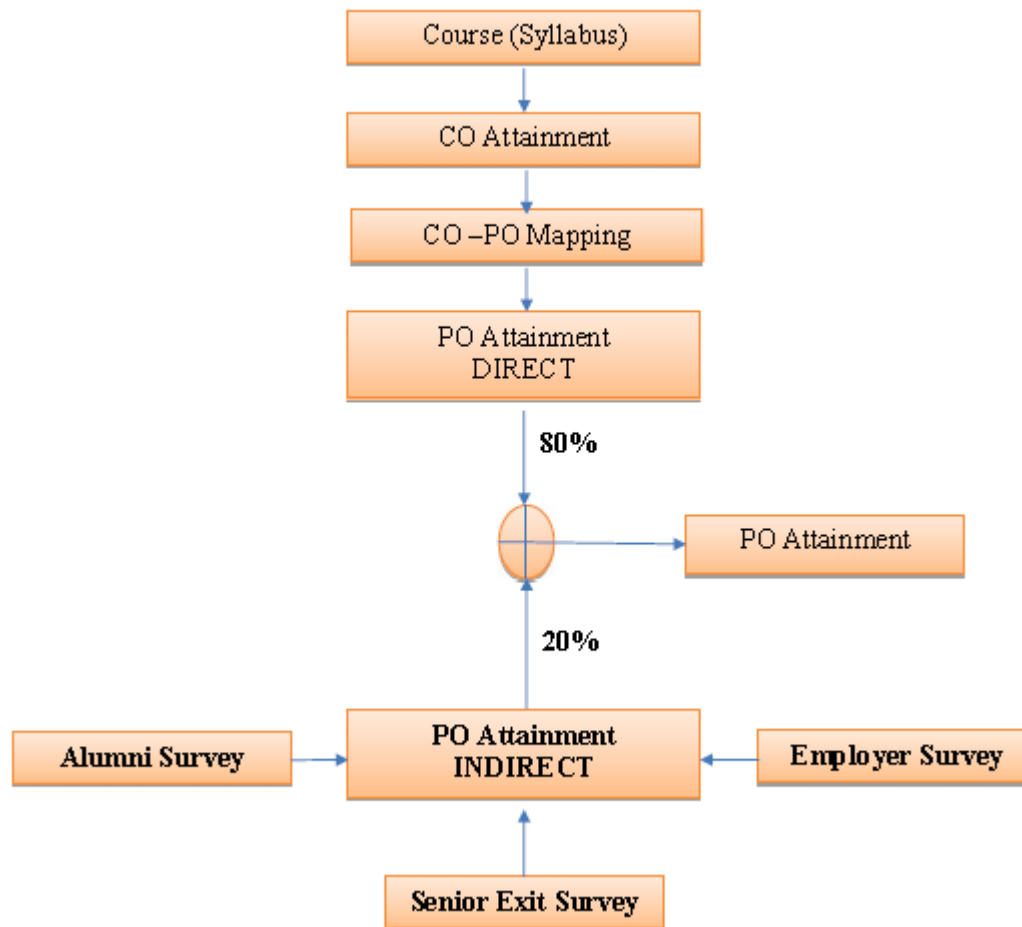 Course (Syllabus)
CO Attainment
CO –PO Mapping
PO Attainment
DIRECT
80%
PO Attainment
20%
PO Attainment
INDIRECT
Alumni Survey
Employer Survey
Senior Exit Survey